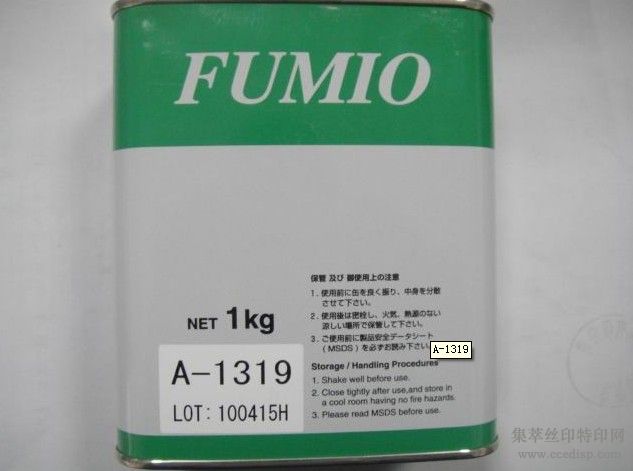 FUMIO
保管 及び 御使用上の注意
1. 使用前に缶を良く振り、中身を分散
させて下さい。
2. 使用後は密栓し、火気、熱源のない
涼しい場所で保管して下さい。
3. ご使用前に製品安全データシート
(MSDS) を必ずお読み下さい。
A-1319
NET 1kg
Storage / Handling Procedures
1. Shake well before use.
2. Close tightly after use,and store in
a cool room having no fire hazards.
3. Please read MSDS before use.
A-1319
LOT: 100415H
集萃丝印特印网
www.ccedisp.com